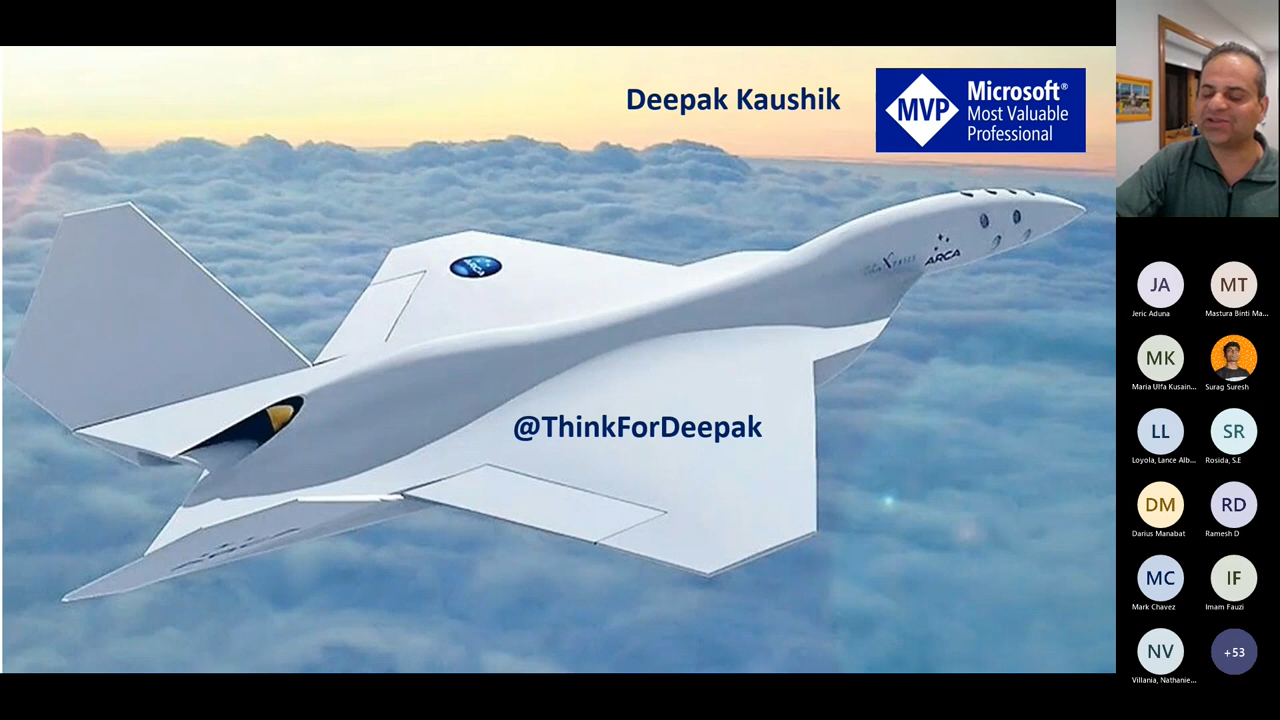 Deepak Kaushik
MVP
Microsoft®
Most Valuable
Professional
ARCA
ARCA
@ThinkForDeepak
JA
Jeric Aduna
MT
Mastura Binti Ma...
MK
Maria Ulfa Kusain...
Surag Suresh
LL
Loyola, Lance Alb...
SR
Rosida, S.E
DM
Darius Manabat
RD
Ramesh D
MC
Mark Chavez
IF
Imam Fauzi
NV
Villania, Nathanie...
+53